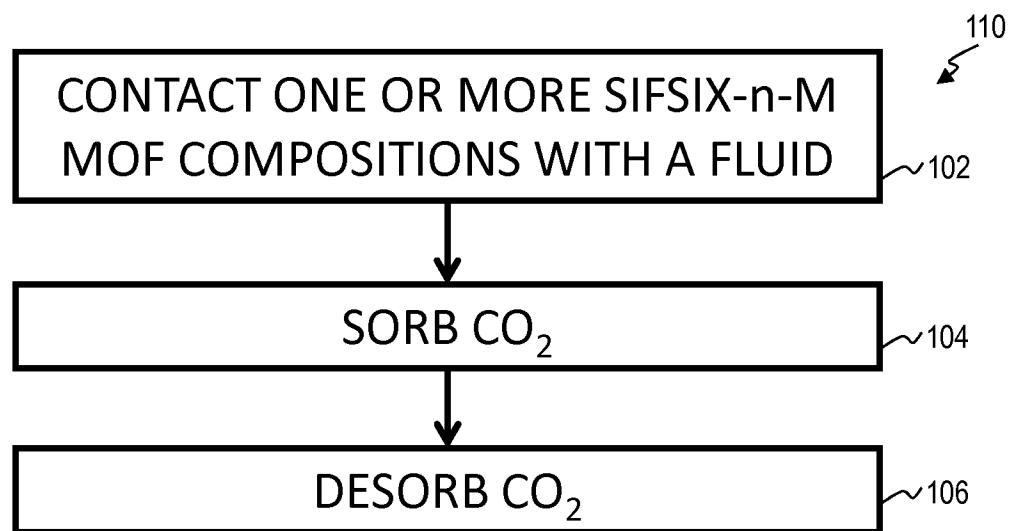 110
CONTACT ONE OR MORE SIFSIX-n-M
MOF COMPOSITIONS WITH A FLUID
102
SORB CO₂
104
DESORB CO₂
106